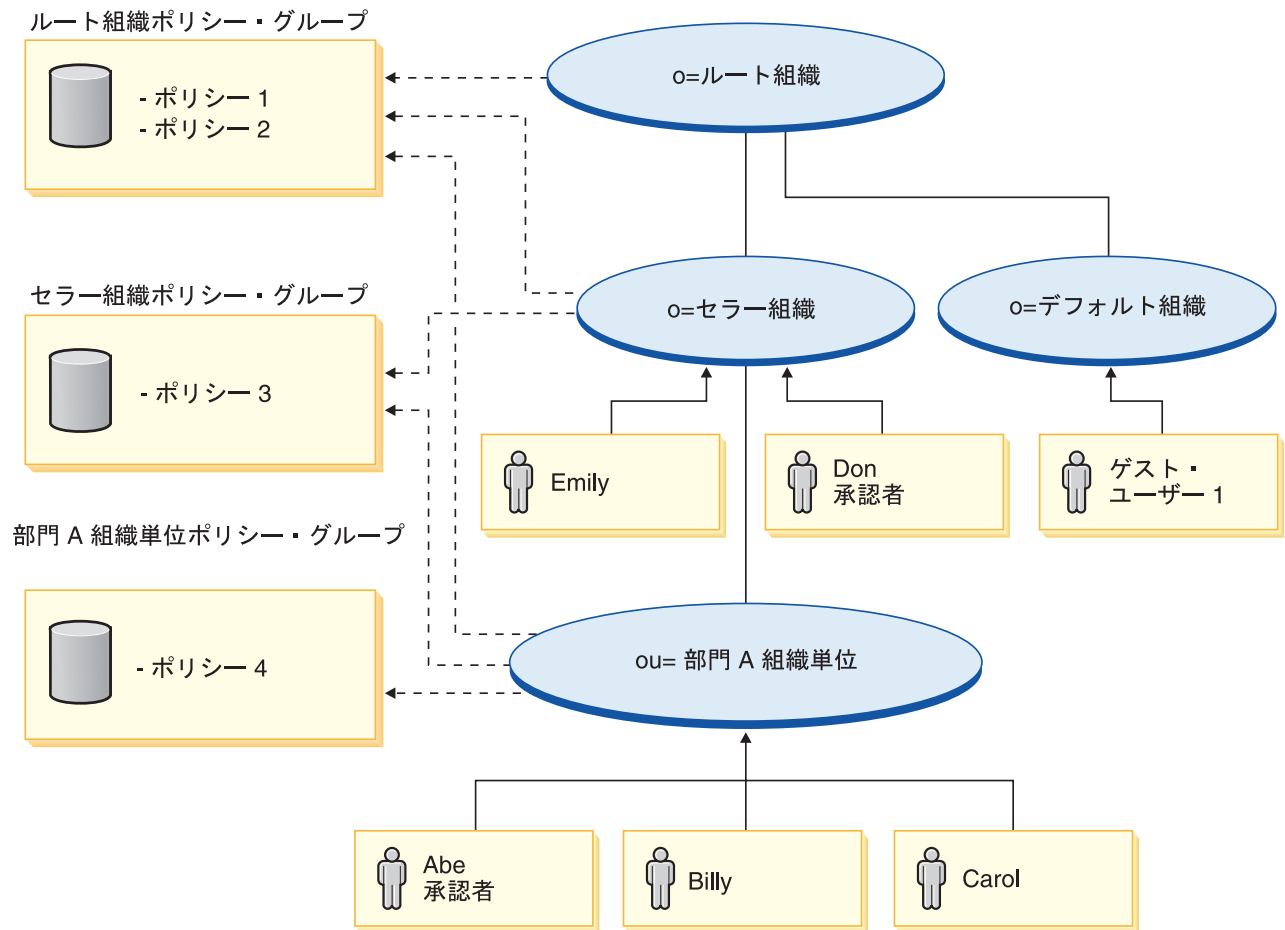 ルート組織ポリシー・グループ
- ポリシー 1
- ポリシー 2
o=ルート組織
セラー組織ポリシー・グループ
- ポリシー 3
o=セラー組織
o=デフォルト組織
Emily
Don
承認者
ゲスト・
ユーザー 1
部門 A 組織単位ポリシー・グループ
- ポリシー 4
ou= 部門 A 組織単位
Abe
承認者
Billy
Carol